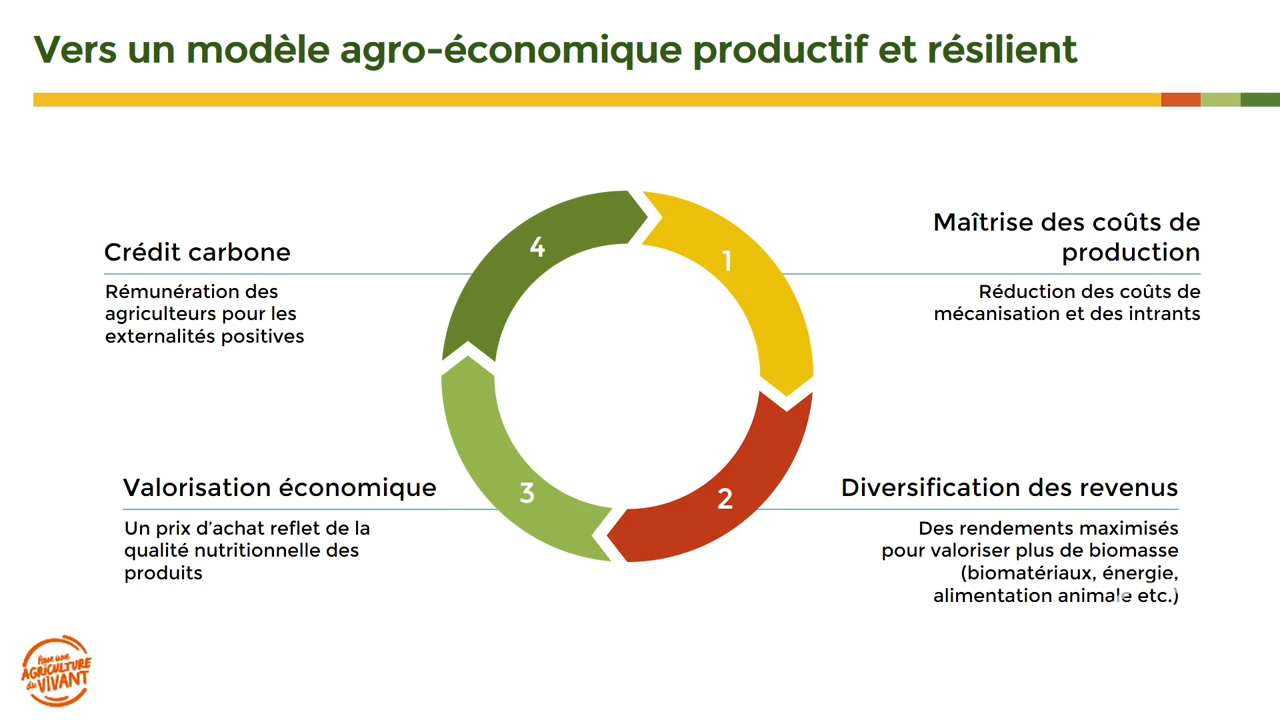 Vers un modèle agro-économique productif et résilient
4
1
3
2
Crédit carbone
Rémunération des
agriculteurs pour les
externalités positives
Maîtrise des coûts de
production
Réduction des coûts de
mécanisation et des intrants
Valorisation économique
Un prix d’achat reflet de la
qualité nutritionnelle des
produits
Diversification des revenus
Des rendements maximisés
pour valoriser plus de biomasse
(biomatériaux, énergie,
alimentation animale etc.)
Pour une
AGRICULTURE
du VIVANT